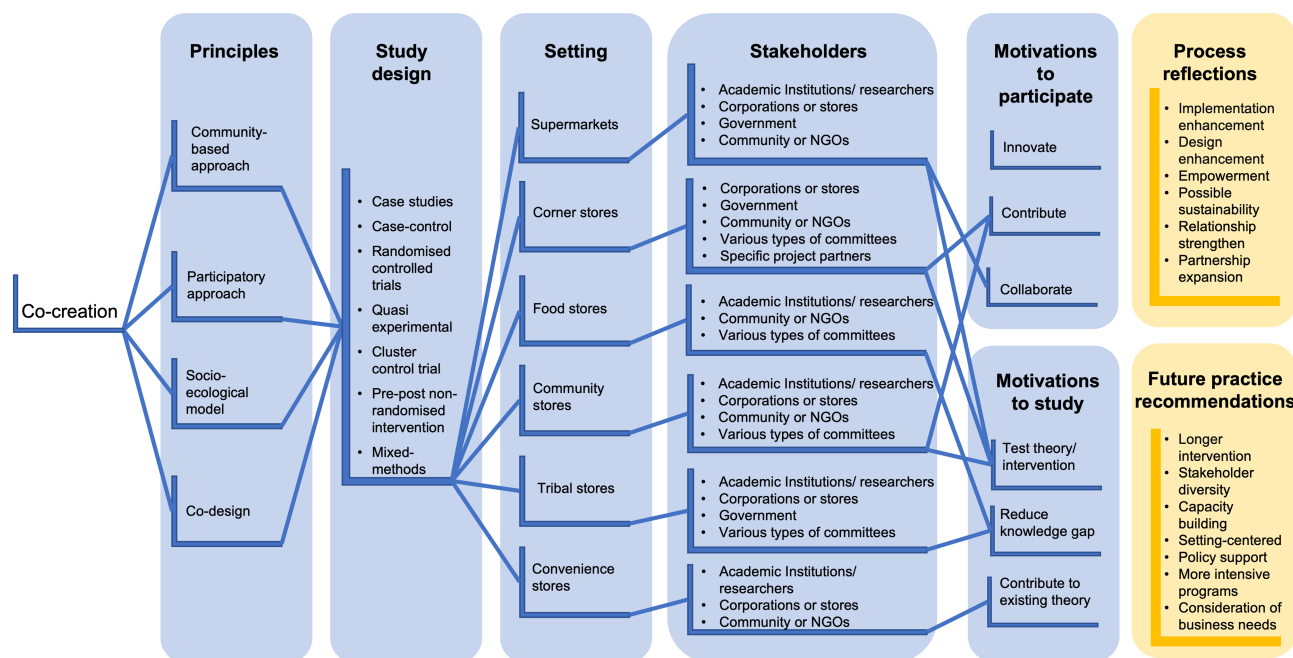 Co-creation
Principles
Community-
based
approach
Participatory
approach
Socio-
ecological
model
Co-design
Study
design
• Case studies
• Case-control
• Randomised
controlled
trials
• Quasi
experimental
• Cluster
control trial
• Pre-post non-
randomised
intervention
• Mixed-
methods
Setting
Supermarkets
Corner stores
Food stores
Community
stores
Tribal stores
Convenience
stores
Stakeholders
• Academic Institutions/ researchers
• Corporations or stores
• Government
• Community or NGOs
• Corporations or stores
• Government
• Community or NGOs
• Various types of committees
• Specific project partners
• Academic Institutions/ researchers
• Community or NGOs
• Various types of committees
• Academic Institutions/ researchers
• Corporations or stores
• Community or NGOs
• Various types of committees
• Academic Institutions/ researchers
• Corporations or stores
• Government
• Various types of committees
• Academic Institutions/
researchers
• Corporations or stores
• Community or NGOs
Motivations
to
participate
Innovate
Contribute
Collaborate
Motivations
to study
Test theory/
intervention
Reduce
knowledge gap
Contribute to
existing theory
Process
reflections
• Implementation
enhancement
• Design
enhancement
• Empowerment
• Possible
sustainability
• Relationship
strengthen
• Partnership
expansion
Future practice
recommendations
• Longer
intervention
• Stakeholder
diversity
• Capacity
building
• Setting-centered
• Policy support
• More intensive
programs
• Consideration of
business needs